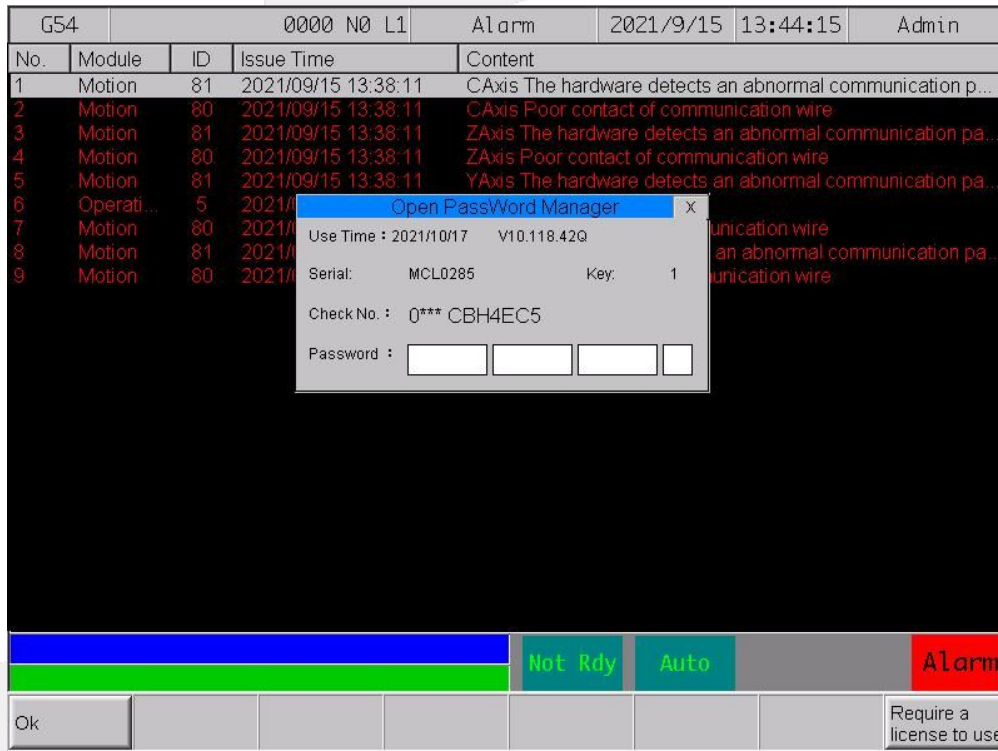 G54 0000 N0 L1 Alarm 2021/9/15 13:44:15 Admin
No. Module ID Issue Time Content
1 Motion 81 2021/09/15 13:38:11 CAxis The hardware detects an abnormal communication p...
2 Motion 80 2021/09/15 13:38:11 CAxis Poor contact of communication wire
3 Motion 81 2021/09/15 13:38:11 ZAxis The hardware detects an abnormal communication pa...
4 Motion 80 2021/09/15 13:38:11 ZAxis Poor contact of communication wire
5 Motion 81 2021/09/15 13:38:11 YAxis The hardware detects an abnormal communication pa...
6 Operati... 5
7 Motion 80 wire
8 Motion 81 an abnormal communication pa...
9 Motion 80 wire
Open PassWord Manager X
Use Time : 2021/10/17 V10.118.42Q
Serial: MCL0285 Key: 1
Check No. : 0*** CBH4EC5
Password :
Not Rdy Auto Alarm
Ok Require a
license to use